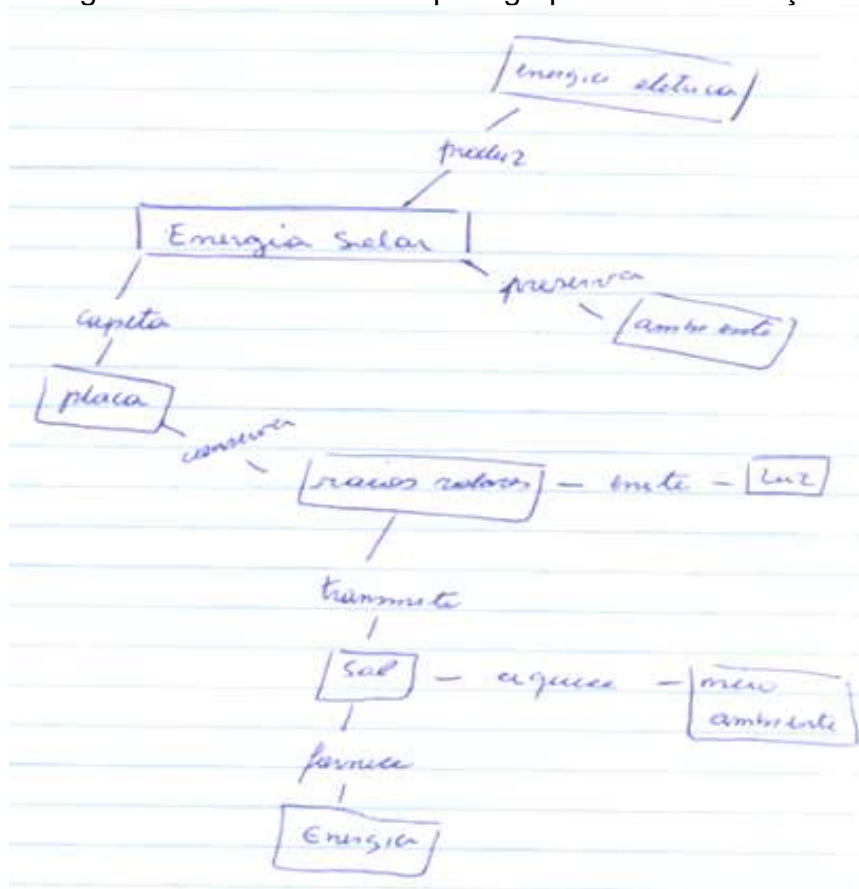 energia eletrica
produz
Energia Solar
preserva
ambiente
capta
placa
conserva
raios solares - emite - Luz
transmite
Sol - aquece - meio
ambiente
fornece
Energia